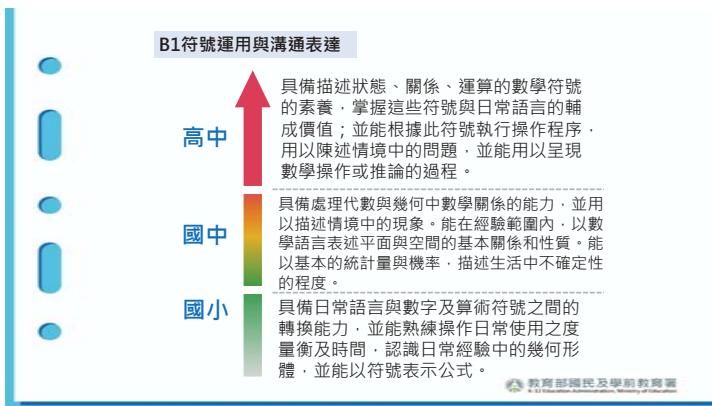 B1符號運用與溝通表達
高中
具備描述狀態、關係、運算的數學符號
的素養，掌握這些符號與日常語言的輔
成價值；並能根據此符號執行操作程序，
用以陳述情境中的問題，並能用以呈現
數學操作或推論的過程。
國中
具備處理代數與幾何中數學關係的能力，並用
以描述情境中的現象。能在經驗範圍內，以數
學語言表述平面與空間的基本關係和性質。能
以基本的統計量與機率，描述生活中不確定性
的程度。
國小
具備日常語言與數字及算術符號之間的
轉換能力，並能熟練操作日常使用之度
量衡及時間，認識日常經驗中的幾何形
體，並能以符號表示公式。
教育部國民及學前教育署
K-12 Education Administration, Ministry of Education